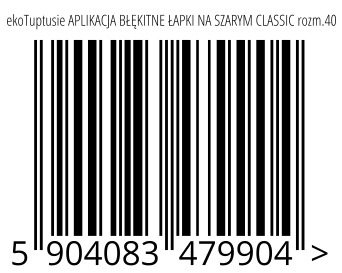 ekoTuptusie APLIKACJA BŁĘKITNE ŁAPKI NA SZARYM CLASSIC rozm.40
5 904083 479904 >